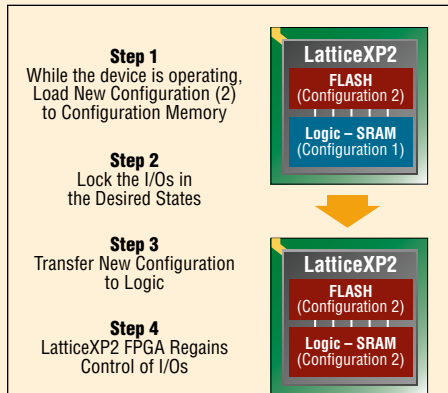 Step 1
While the device is operating,
Load New Configuration (2)
to Configuration Memory
Step 2
Lock the I/Os in
the Desired States
Step 3
Transfer New Configuration
to Logic
Step 4
LatticeXP2 FPGA Regains
Control of I/Os
LatticeXP2
FLASH
(Configuration 2)
Logic – SRAM
(Configuration 1)
LatticeXP2
FLASH
(Configuration 2)
Logic – SRAM
(Configuration 2)